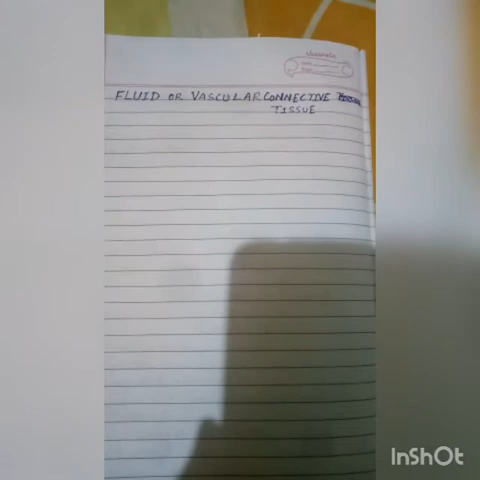 FLUID OR VASCULAR CONNECTIVE
TISSUE
InShOt